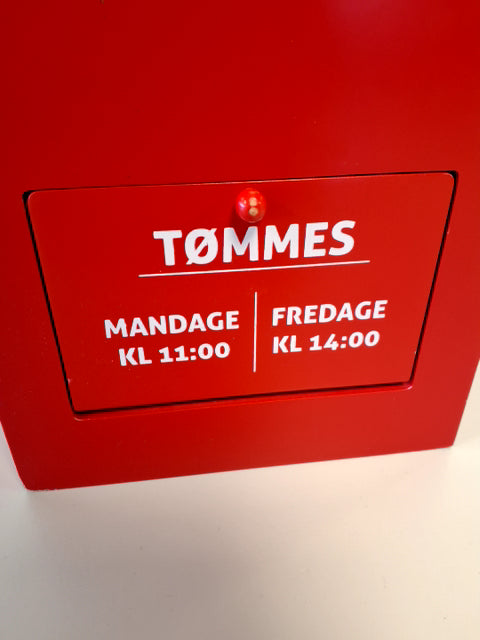 TØMMES
MANDAGE
KL 11:00
FREDAGE
KL 14:00